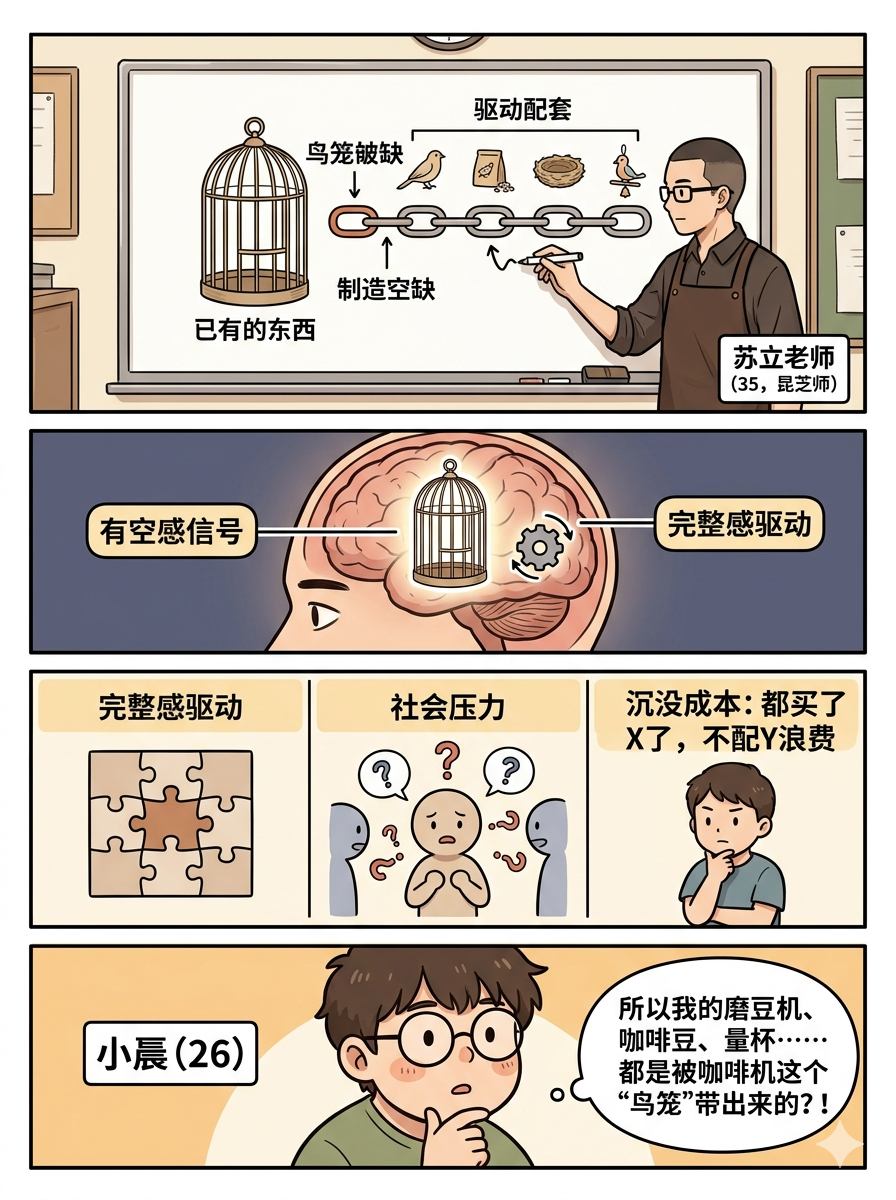 驱动配套
鸟笼皷缺
制造空缺
已有的东西
苏立老师
（35，昆芝师）
有空感信号
完整感驱动
完整感驱动
社会压力
沉没成本：都买了
X了，不配Y浪费
?
?
?
?
?
?
?
小晨（26）
所以我的磨豆机、
咖啡豆、量杯……
都是被咖啡机这个
“鸟笼”带出来的？！